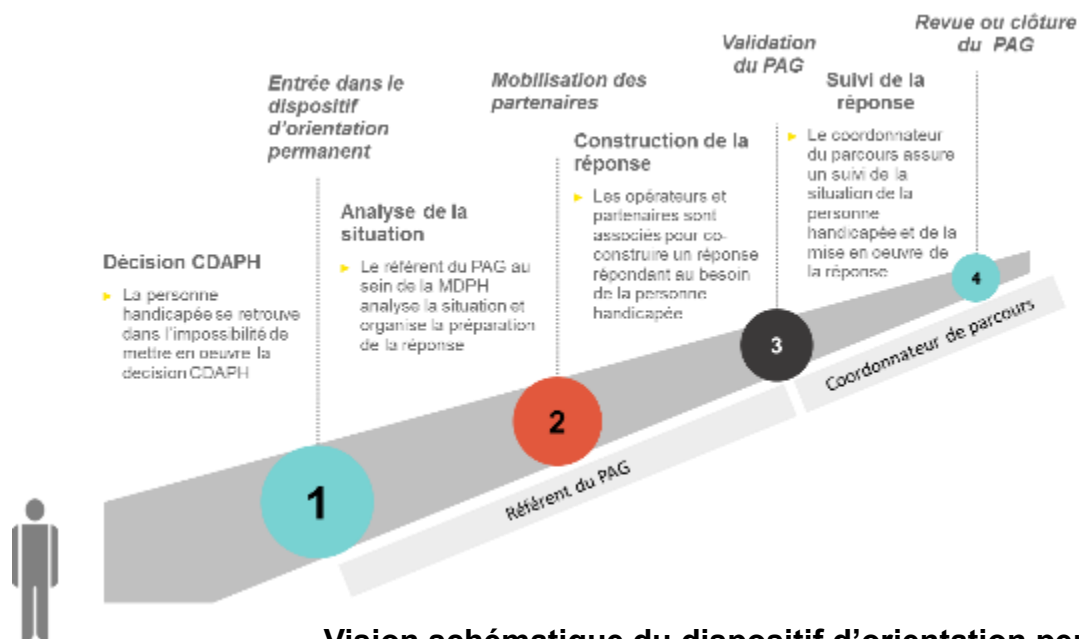 Décision CDAPH
► La personne
handicapée se retrouve
dans l'impossibilité de
mettre en oeuvre la
decision CDAPH
Entrée dans le
dispositif
d'orientation
permanent
1
Analyse de la
situation
► Le référent du PAG au
sein de la MDPH
analyse la situation et
organise la préparation
de la réponse
Mobilisation des
partenaires
2
Construction de la
réponse
► Les opérateurs et
partenaires sont
associés pour co-
construire un réponse
répondant au besoin
de la personne
handicapée
Validation
du PAG
3
Suivi de la
réponse
► Le coordonnateur
du parcours assure
un suivi de la
situation de la
personne
handicapée et de la
mise en oeuvre de
la réponse
Revue ou clôture
du PAG
4
Référent du PAG
Coordonnateur de parcours
Vision schématique du dispositif d'orientation